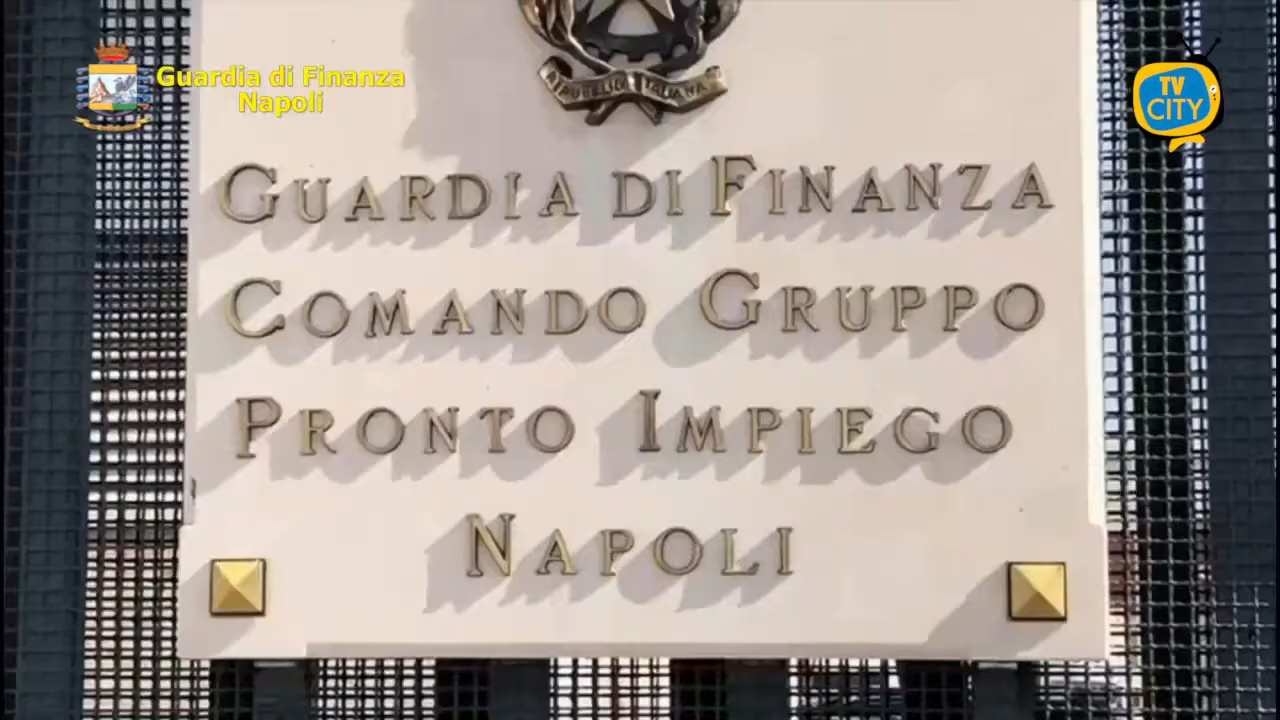 Guardia di Finanza
Napoli
TV
CITY
REPUBBLICA ITALIANA
GUARDIA DI FINANZA
COMANDO GRUPPO
PRONTO IMPIEGO
NAPOLI